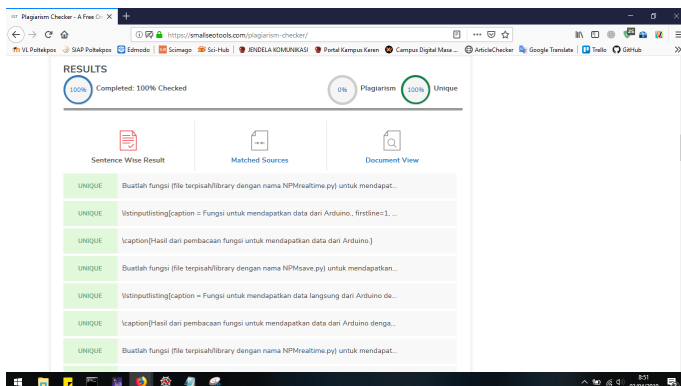 Plagiarism Checker - A Free On
https://smallseotools.com/plagiarism-checker/
VL Poltekpos SIAP Poltekpos Edmodo Scimago Sci-Hub JENDELA KOMUNIKASI Portal Kampus Keren Campus Digital Masa ... ArticleChecker Google Translate Trello GitHub
RESULTS
100% Completed: 100% Checked 0% Plagiarism 100% Unique
Sentence Wise Result Matched Sources Document View
UNIQUE Buatlah fungsi (file terpisah/library dengan nama NPMrealtime.py) untuk mendapat...
UNIQUE \lstinputlisting[caption = Fungsi untuk mendapatkan data dari Arduino., firstline=1, ...
UNIQUE \caption{Hasil dari pembacaan fungsi untuk mendapatkan data dari Arduino.}
UNIQUE Buatlah fungsi (file terpisah/library dengan nama NPMsave.py) untuk mendapatkan...
UNIQUE \lstinputlisting[caption = Fungsi untuk mendapatkan data langsung dari Arduino de...
UNIQUE \caption{Hasil dari pembacaan fungsi untuk mendapatkan data dari Arduino denga...
UNIQUE Buatlah fungsi (file terpisah/library dengan nama NPMrealtime.py) untuk mendapat...
8:51